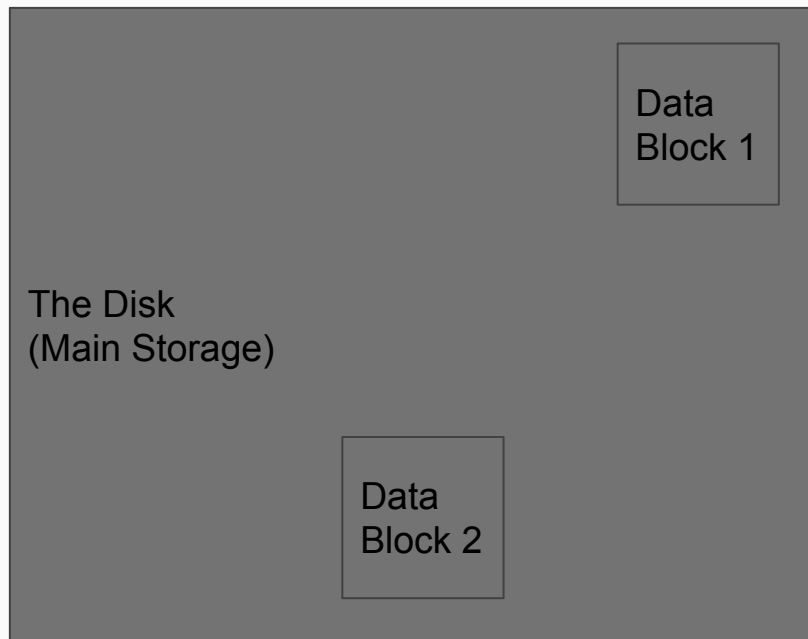 Data
Block 1
The Disk
(Main Storage)
Data
Block 2